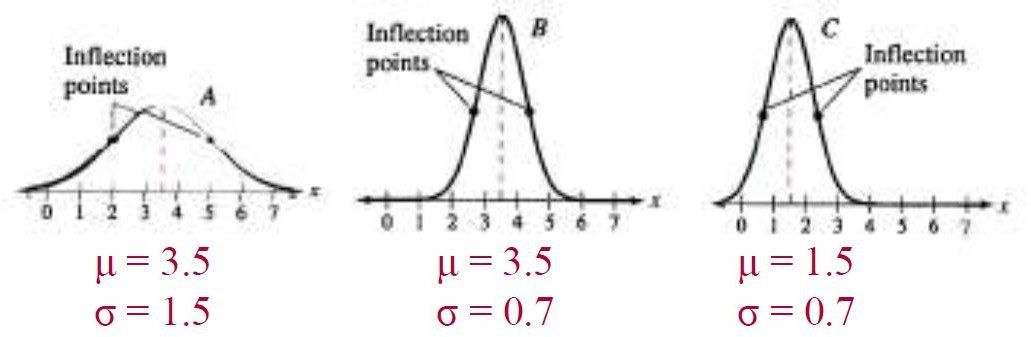 Inflection
points
A
0 1 2 3 4 5 6 7 x
μ = 3.5
σ = 1.5
Inflection
points
B
0 1 2 3 4 5 6 7 x
μ = 3.5
σ = 0.7
C
Inflection
points
0 1 2 3 4 5 6 7 x
μ = 1.5
σ = 0.7